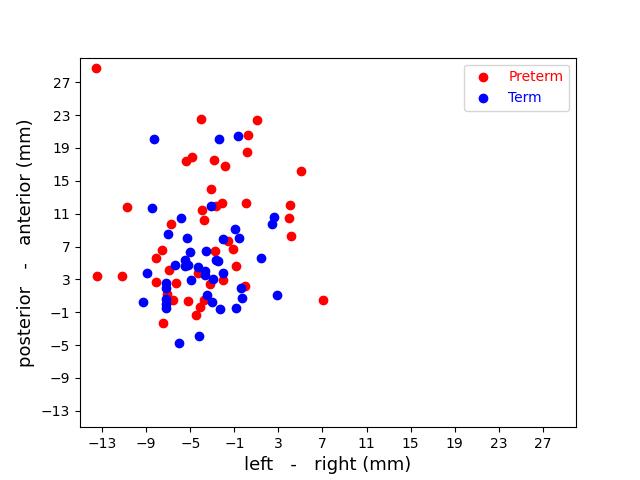 Preterm
Term
27
23
19
15
11
7
3
−1
−5
−9
−13
posterior - anterior (mm)
−13 −9 −5 −1 3 7 11 15 19 23 27
left - right (mm)